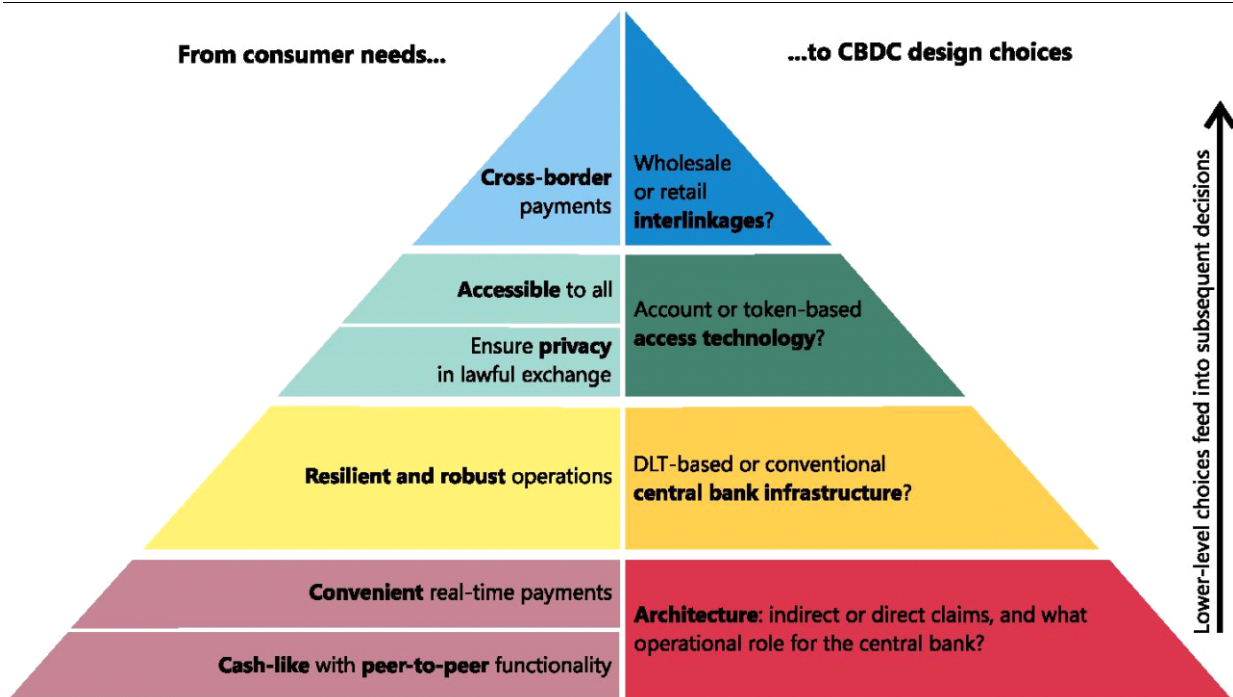 From consumer needs...
...to CBDC design choices
Cross-border
payments
Wholesale
or retail
interlinkages?
Accessible to all
Ensure privacy
in lawful exchange
Account or token-based
access technology?
Resilient and robust operations
DLT-based or conventional
central bank infrastructure?
Convenient real-time payments
Cash-like with peer-to-peer functionality
Architecture: indirect or direct claims, and what
operational role for the central bank?
Lower-level choices feed into subsequent decisions